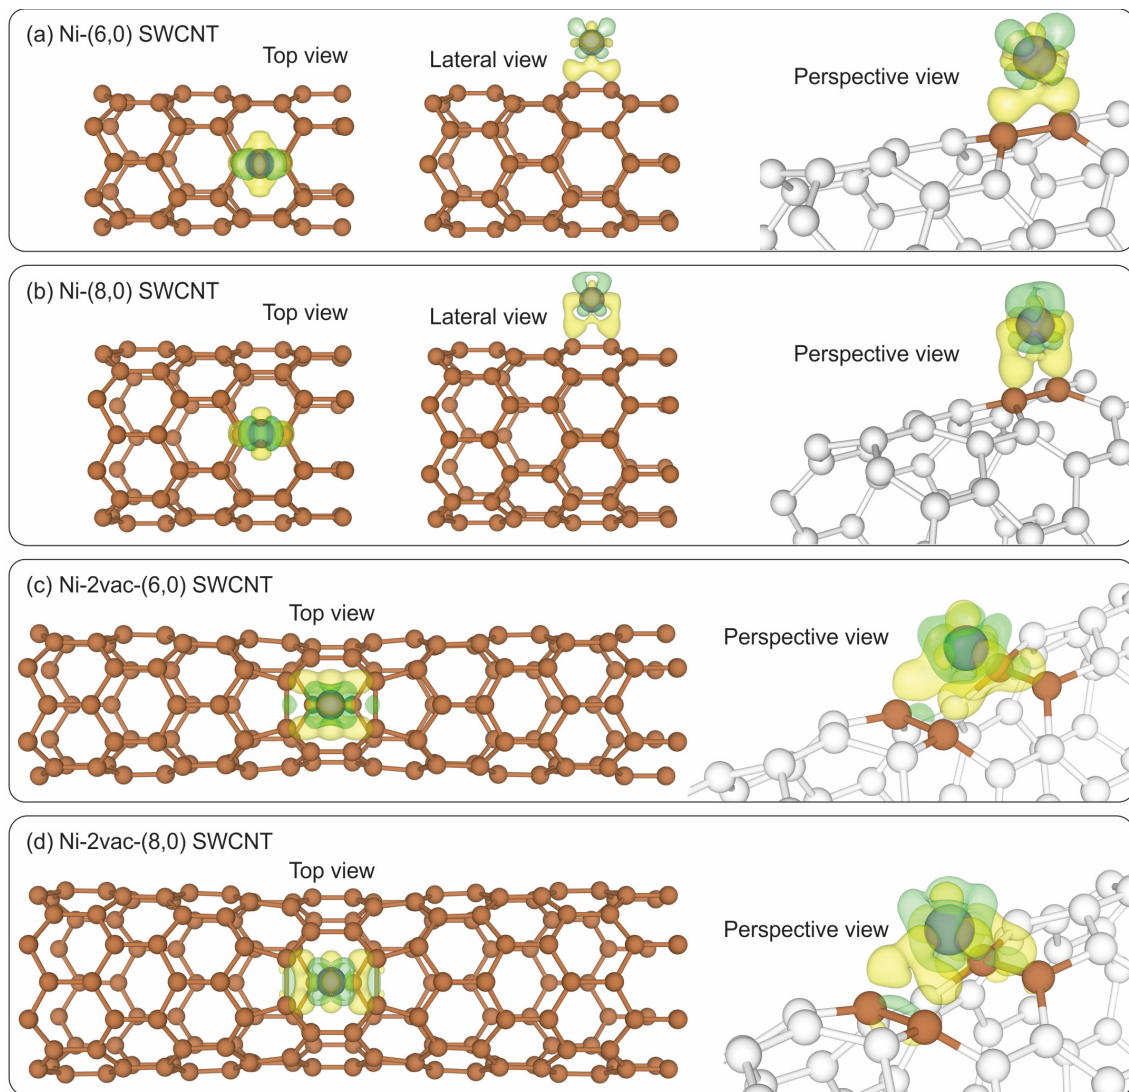 (a) Ni-(6,0) SWCNT
Top view
Lateral view
Perspective view
(b) Ni-(8,0) SWCNT
Top view
Lateral view
Perspective view
(c) Ni-2vac-(6,0) SWCNT
Top view
Perspective view
(d) Ni-2vac-(8,0) SWCNT
Top view
Perspective view